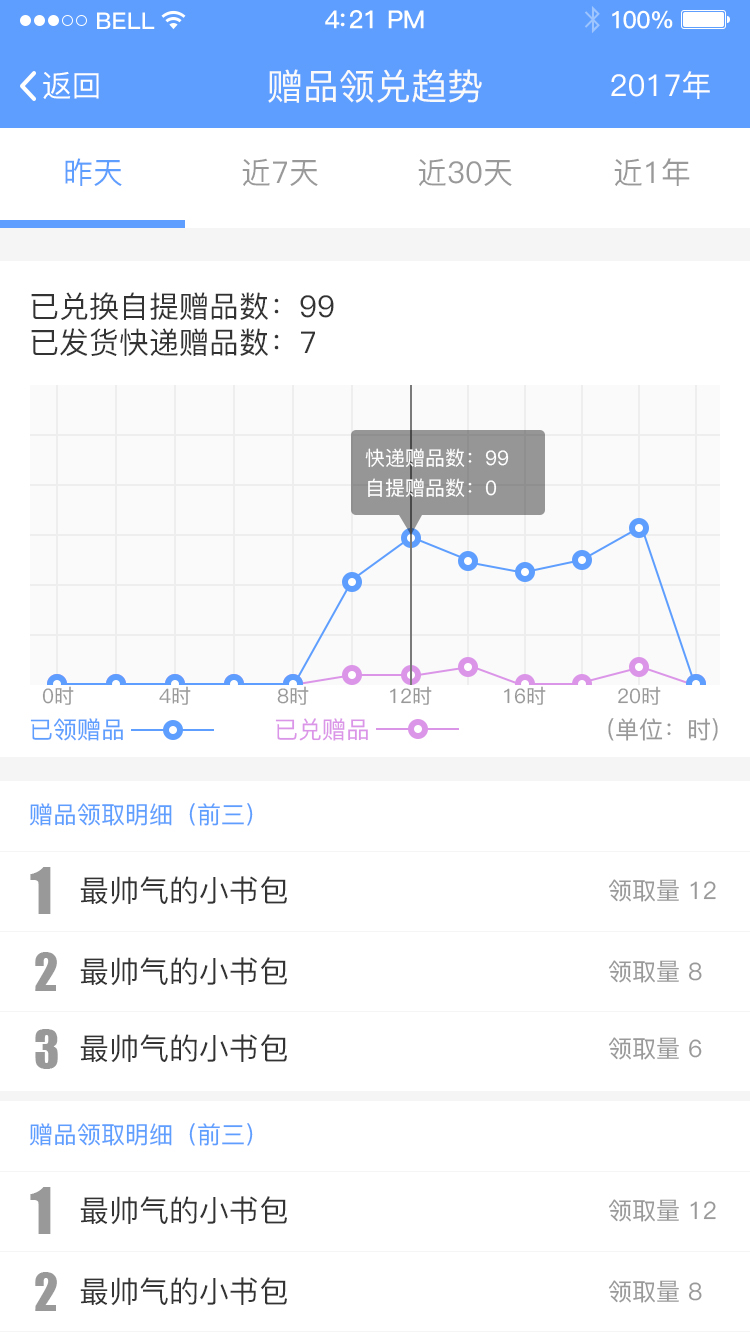 BELL 4:21 PM 100%
返回 赠品领兑趋势 2017年
昨天 近7天 近30天 近1年
已兑换自提赠品数：99
已发货快递赠品数：7
快递赠品数：99
自提赠品数：0
0时 4时 8时 12时 16时 20时
已领赠品 已兑赠品 (单位：时)
赠品领取明细（前三）
1 最帅气的小书包 领取量 12
2 最帅气的小书包 领取量 8
3 最帅气的小书包 领取量 6
赠品领取明细（前三）
1 最帅气的小书包 领取量 12
2 最帅气的小书包 领取量 8